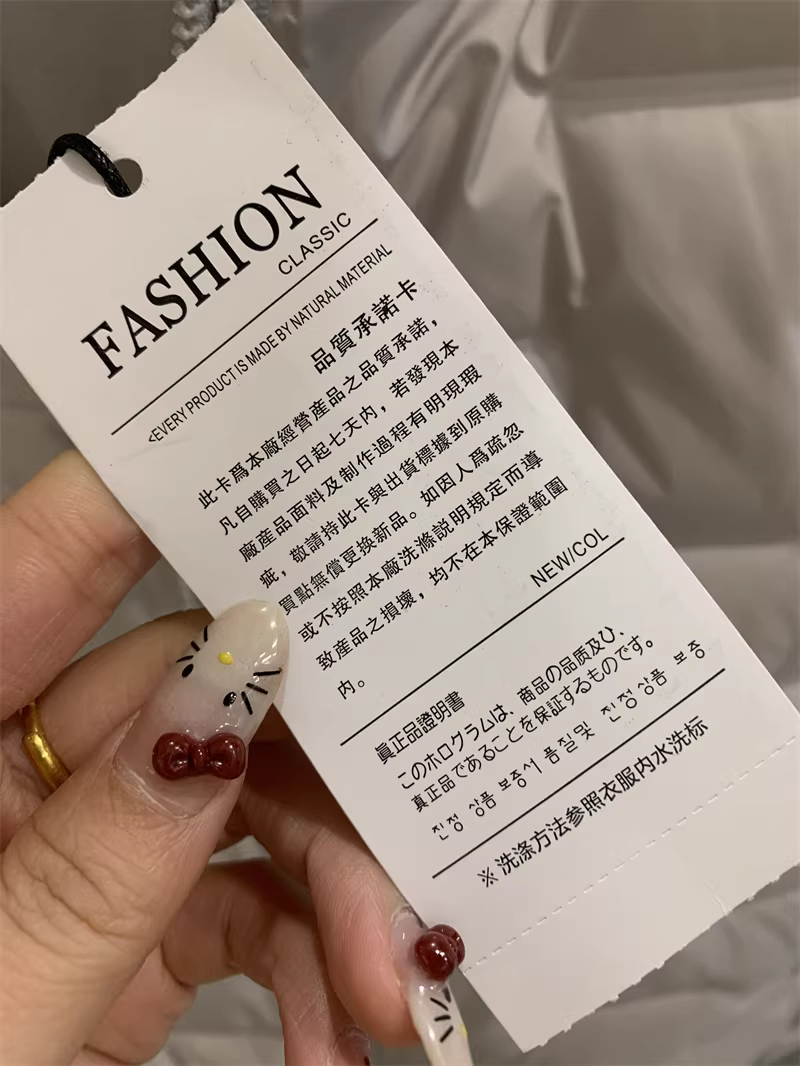 FASHION
CLASSIC
<EVERY PRODUCT'IS MADE BY NATURAL MATERIAL
品質承諾卡
此卡爲本廠經營產品之品質承諾，
凡自購買之日起七天内，若發現本
廠產品面料及制作過程有明現瑕
疵，敬請持此卡與出貨標據到原購
買點無償更换新品。如因人爲疏忽
或不按照本廠洗滌説明規定而導
致產品之損壞，均不在本保證範圍
内。
NEW/COL
眞正品證明書
このホログラムは、商品の品质及ひ、
真正品であることを保証するものです。
진정 상품 보증서 품질및 진정 상품 보증
※洗涤方法参照衣服内水洗标